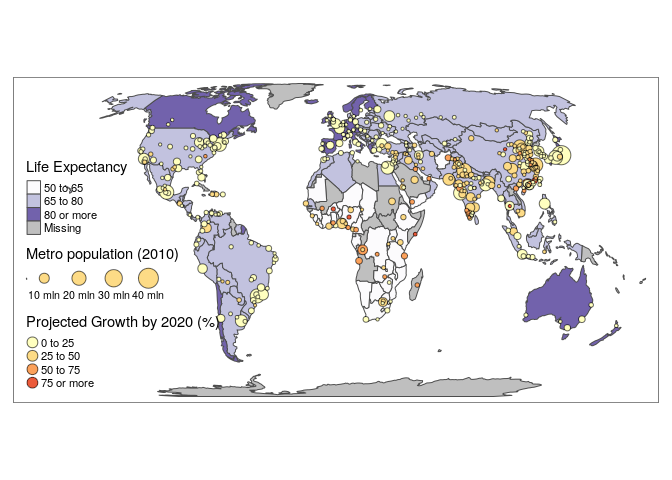 Life Expectancy
50 to 65
65 to 80
80 or more
Missing
Metro population (2010)
10 mln 20 mln 30 mln 40 mln
Projected Growth by 2020 (%)
0 to 25
25 to 50
50 to 75
75 or more